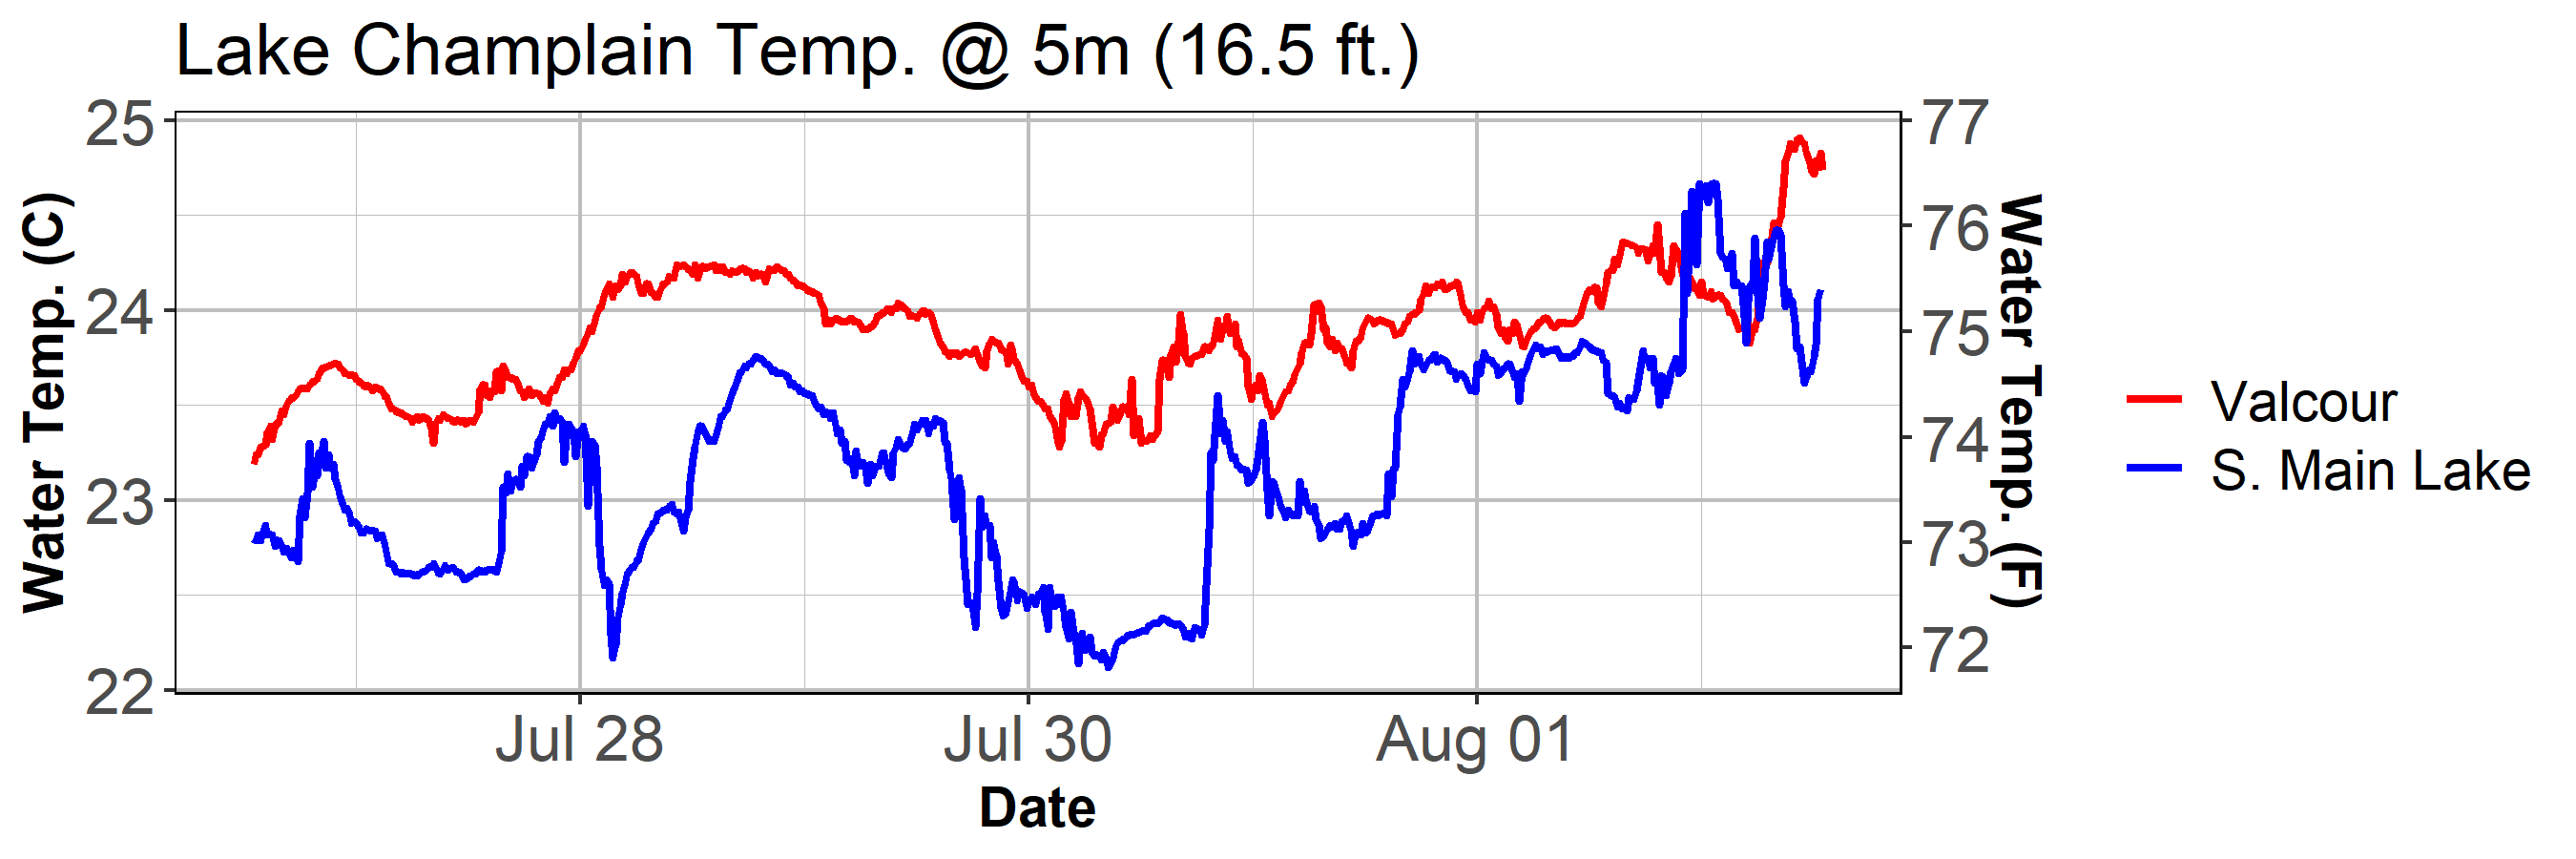 Lake Champlain Temp. @ 5m (16.5 ft.)
Water Temp. (C)
25
24
23
22
77
76
75
74
73
72
Water Temp. (F)
Jul 28
Jul 30
Aug 01
Date
Valcour
S. Main Lake